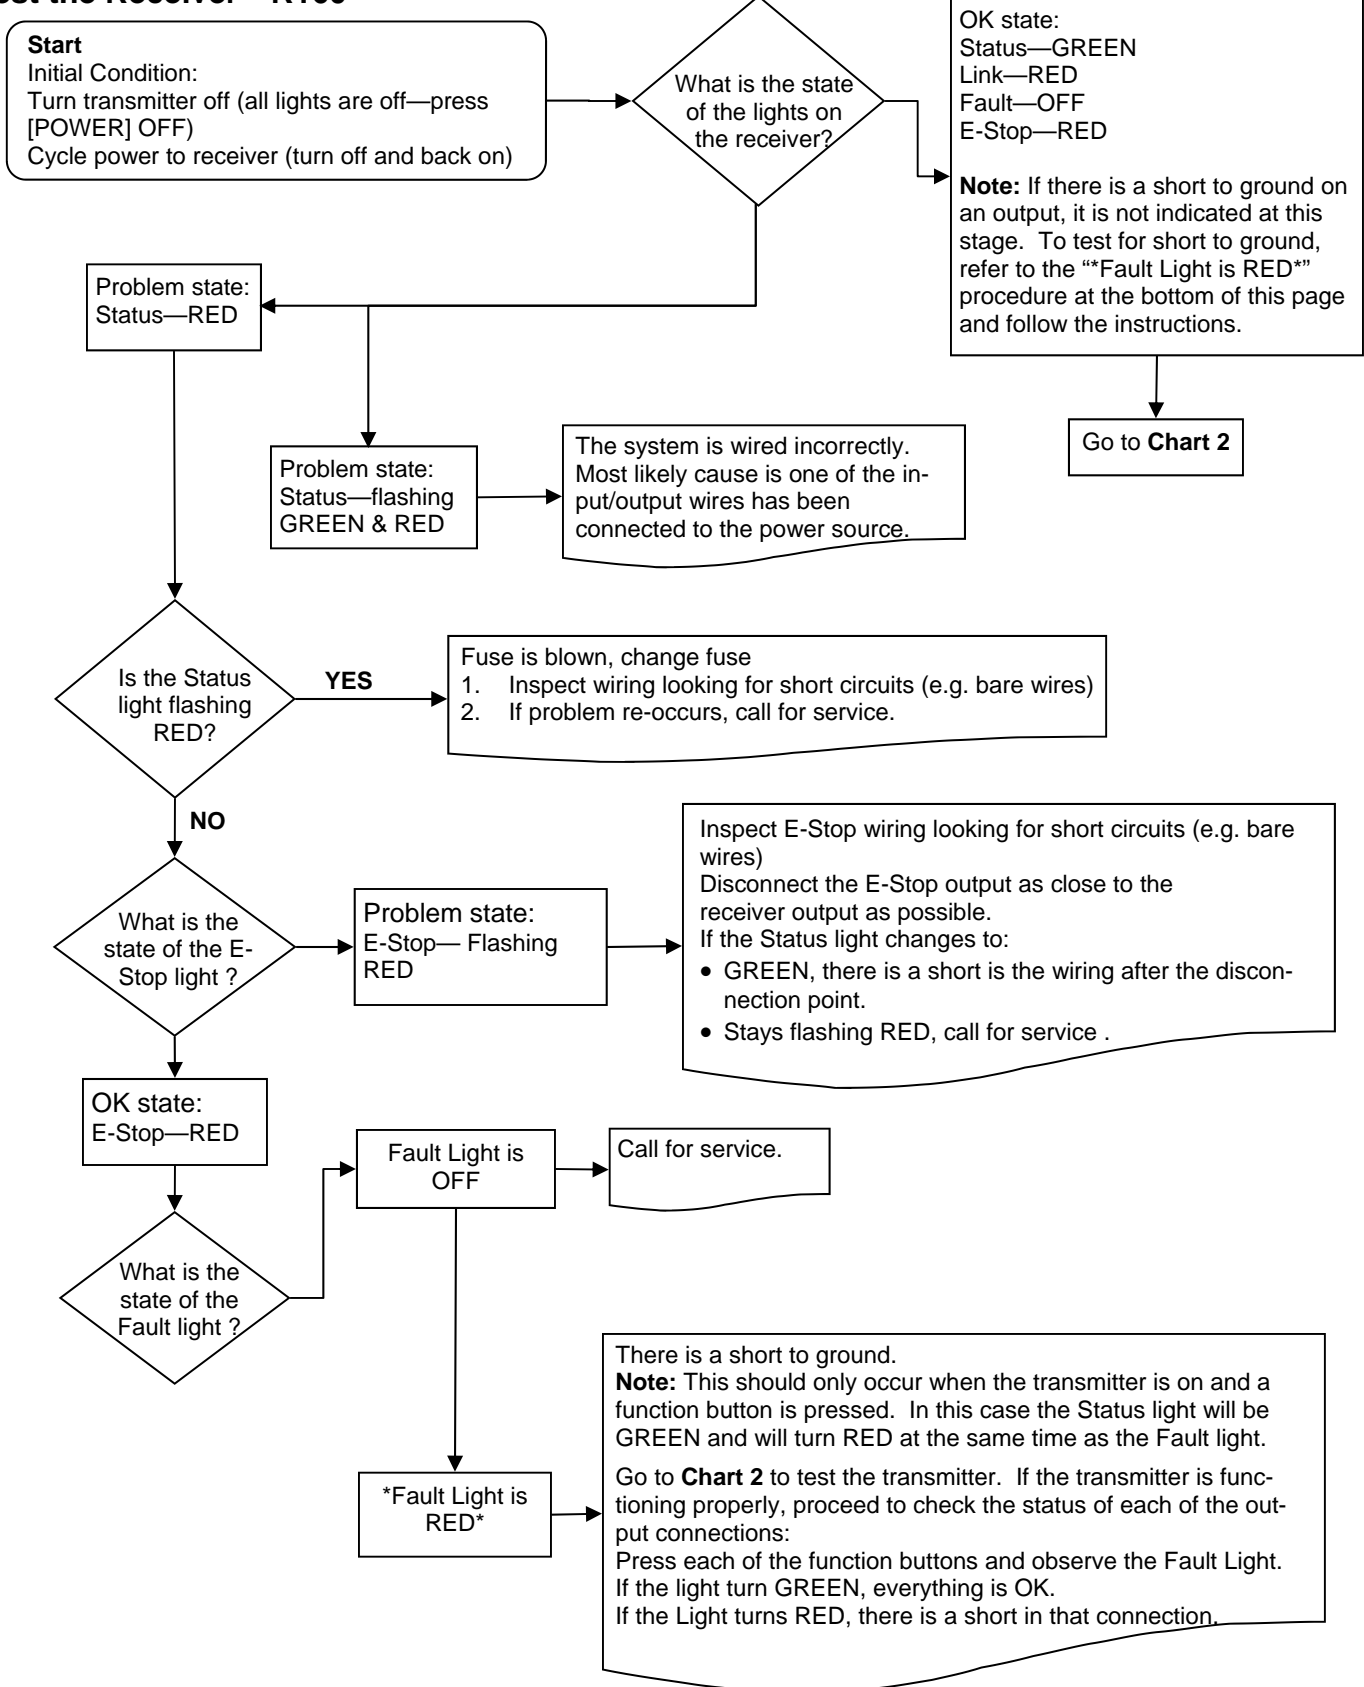 Start
Initial Condition:
Turn transmitter off (all lights are off—press
[POWER] OFF)
Cycle power to receiver (turn off and back on)
What is the state
of the lights on
the receiver?
OK state:
Status—GREEN
Link—RED
Fault—OFF
E-Stop—RED
Note: If there is a short to ground on
an output, it is not indicated at this
stage. To test for short to ground,
refer to the “*Fault Light is RED*”
procedure at the bottom of this page
and follow the instructions.
Go to Chart 2
Problem state:
Status—RED
Problem state:
Status—flashing
GREEN & RED
The system is wired incorrectly.
Most likely cause is one of the in-
put/output wires has been
connected to the power source.
Is the Status
light flashing
RED?
YES
Fuse is blown, change fuse
1. Inspect wiring looking for short circuits (e.g. bare wires)
2. If problem re-occurs, call for service.
NO
What is the
state of the E-
Stop light ?
Problem state:
E-Stop— Flashing
RED
Inspect E-Stop wiring looking for short circuits (e.g. bare
wires)
Disconnect the E-Stop output as close to the
receiver output as possible.
If the Status light changes to:
• GREEN, there is a short is the wiring after the discon-
nection point.
• Stays flashing RED, call for service .
OK state:
E-Stop—RED
Fault Light is
OFF
Call for service.
What is the
state of the
Fault light ?
*Fault Light is
RED*
There is a short to ground.
Note: This should only occur when the transmitter is on and a
function button is pressed. In this case the Status light will be
GREEN and will turn RED at the same time as the Fault light.
Go to Chart 2 to test the transmitter. If the transmitter is func-
tioning properly, proceed to check the status of each of the out-
put connections:
Press each of the function buttons and observe the Fault Light.
If the light turn GREEN, everything is OK.
If the Light turns RED, there is a short in that connection.